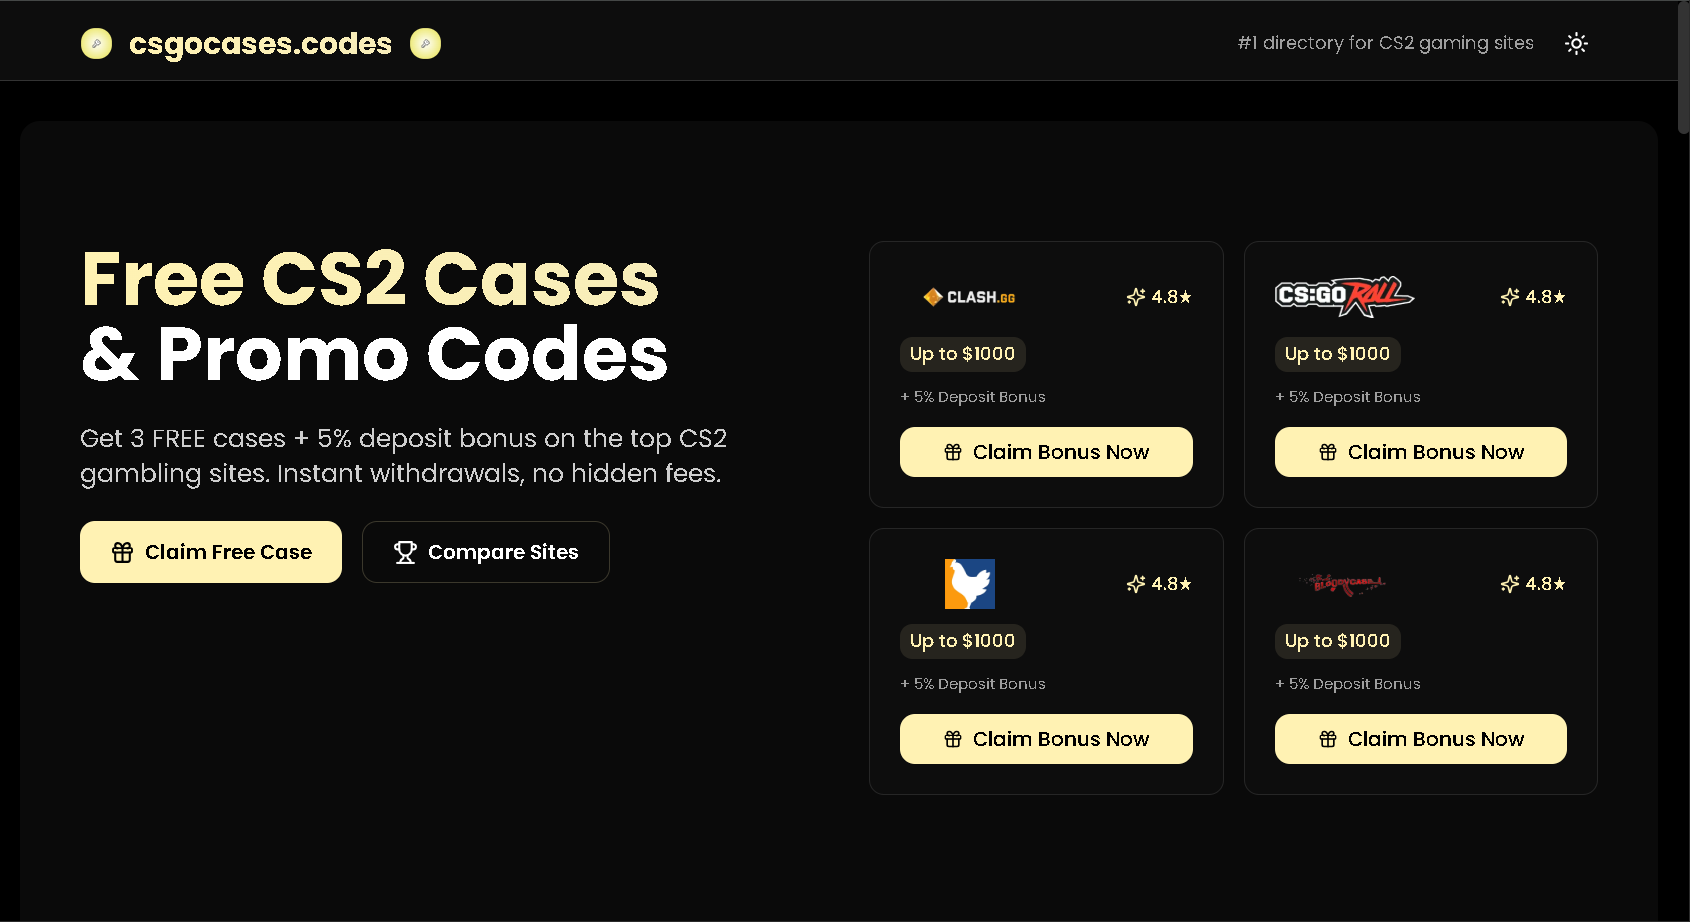 csgocases.codes
#1 directory for CS2 gaming sites
Free CS2 Cases
& Promo Codes
Get 3 FREE cases + 5% deposit bonus on the top CS2
gambling sites. Instant withdrawals, no hidden fees.
Claim Free Case
Compare Sites
CLASH.GG
4.8★
Up to $1000
+ 5% Deposit Bonus
Claim Bonus Now
CS:GO ROLL
4.8★
Up to $1000
+ 5% Deposit Bonus
Claim Bonus Now
4.8★
Up to $1000
+ 5% Deposit Bonus
Claim Bonus Now
BLOODYCASE
4.8★
Up to $1000
+ 5% Deposit Bonus
Claim Bonus Now